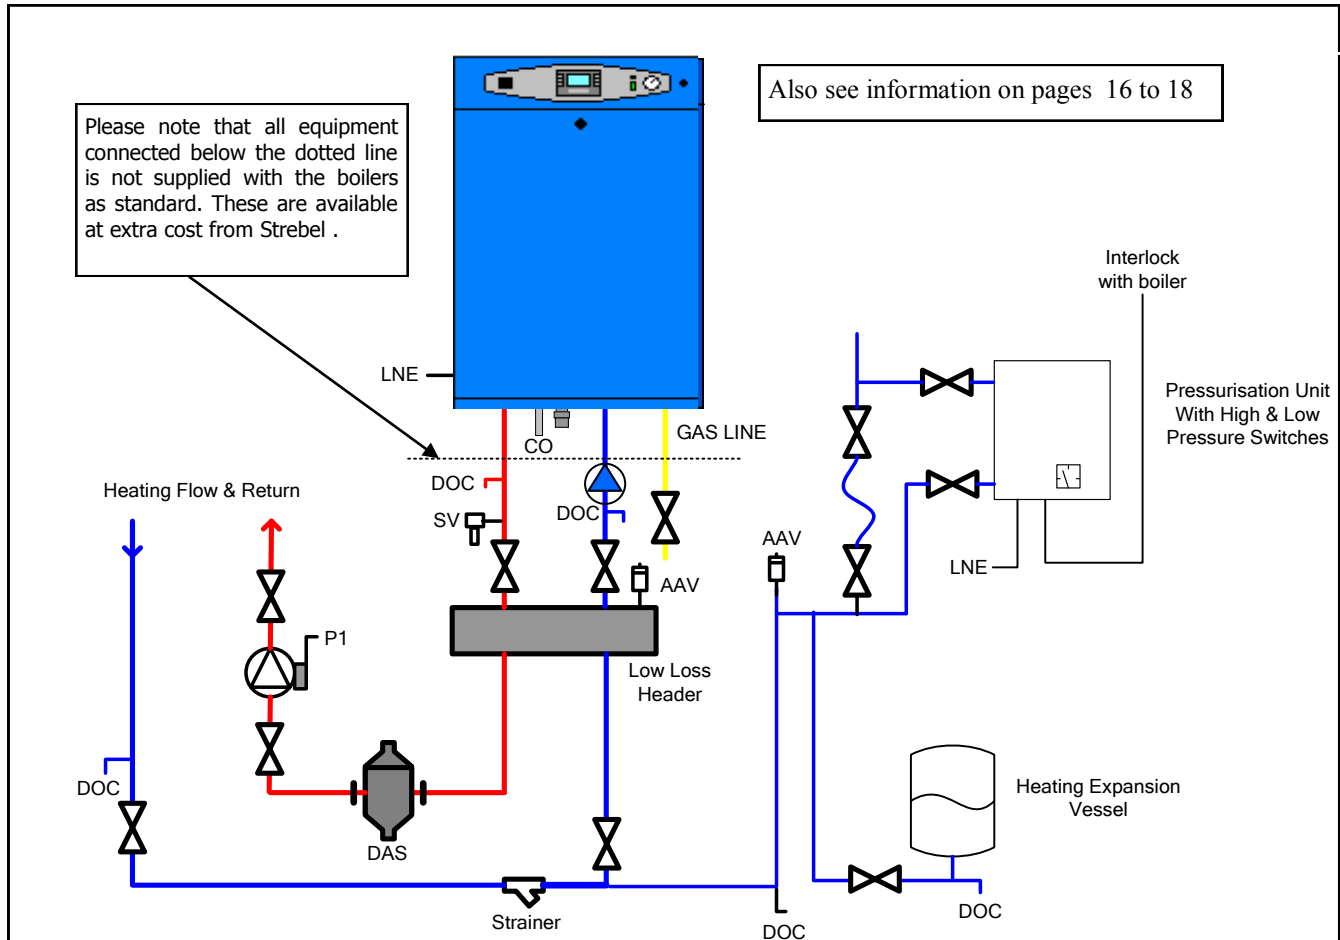 Also see information on pages 16 to 18
Please note that all equipment
connected below the dotted line
is not supplied with the boilers
as standard. These are available
at extra cost from Strebel .
Interlock
with boiler
LNE
Pressurisation Unit
With High & Low
Pressure Switches
CO
GAS LINE
Heating Flow & Return
DOC
SV
DOC
AAV
AAV
LNE
P1
Low Loss
Header
DOC
DAS
Heating Expansion
Vessel
Strainer
DOC
DOC